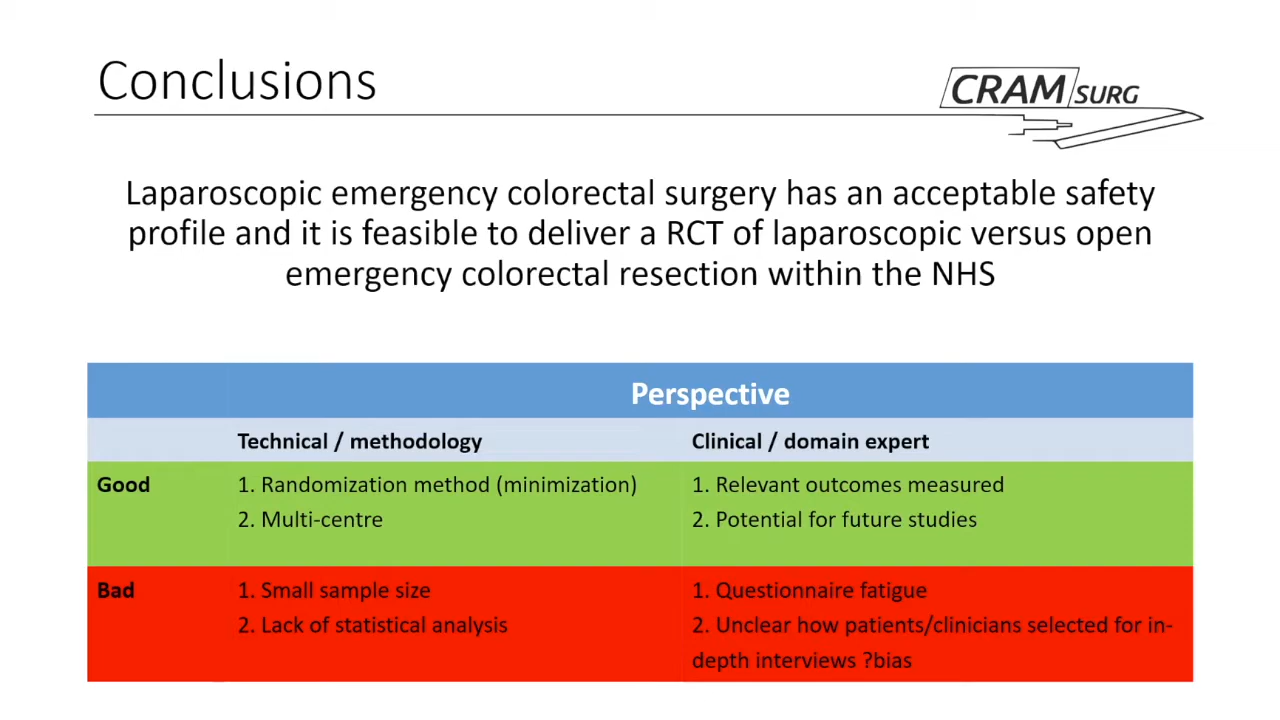 Conclusions
CRAM SURG
Laparoscopic emergency colorectal surgery has an acceptable safety
profile and it is feasible to deliver a RCT of laparoscopic versus open
emergency colorectal resection within the NHS
Perspective
Technical / methodology
Clinical / domain expert
Good
1. Randomization method (minimization)
2. Multi-centre
1. Relevant outcomes measured
2. Potential for future studies
Bad
1. Small sample size
2. Lack of statistical analysis
1. Questionnaire fatigue
2. Unclear how patients/clinicians selected for in-
depth interviews ?bias